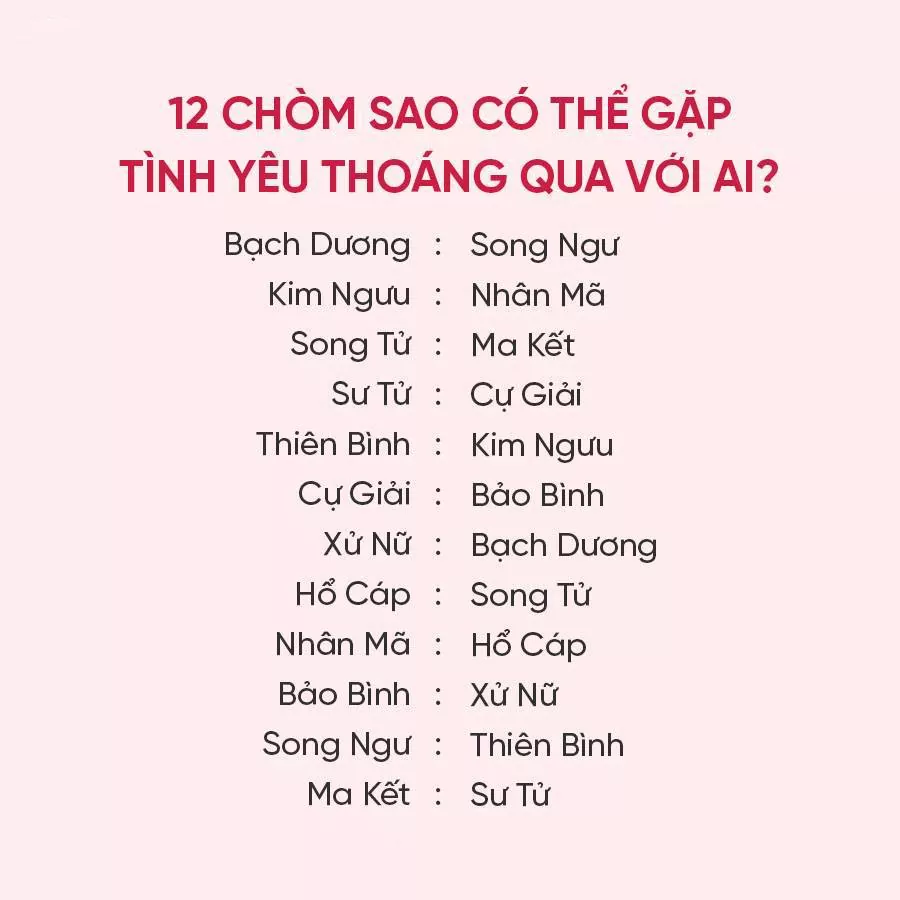 12 CHÒM SAO CÓ THỂ GẶP
TÌNH YÊU THOÁNG QUA VỚI AI?
Bạch Dương : Song Ngư
Kim Ngưu : Nhân Mã
Song Tử : Ma Kết
Sư Tử : Cự Giải
Thiên Bình : Kim Ngưu
Cự Giải : Bảo Bình
Xử Nữ : Bạch Dương
Hổ Cáp : Song Tử
Nhân Mã : Hổ Cáp
Bảo Bình : Xử Nữ
Song Ngư : Thiên Bình
Ma Kết : Sư Tử